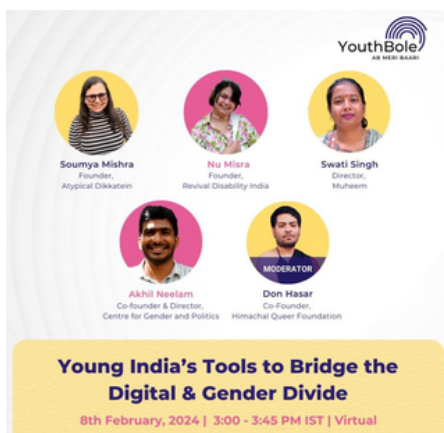 YouthBole
AB MERI BAARI
Soumya Mishra
Founder,
Atypical Dikkatein
Nu Misra
Founder,
Revival Disability India
Swati Singh
Director,
Muheem
Akhil Neelam
Co-founder & Director,
Centre for Gender and Politics
MODERATOR
Don Hasar
Co-Founder,
Himachal Queer Foundation
Young India's Tools to Bridge the
Digital & Gender Divide
8th February, 2024 | 3:00 - 3:45 PM IST | Virtual